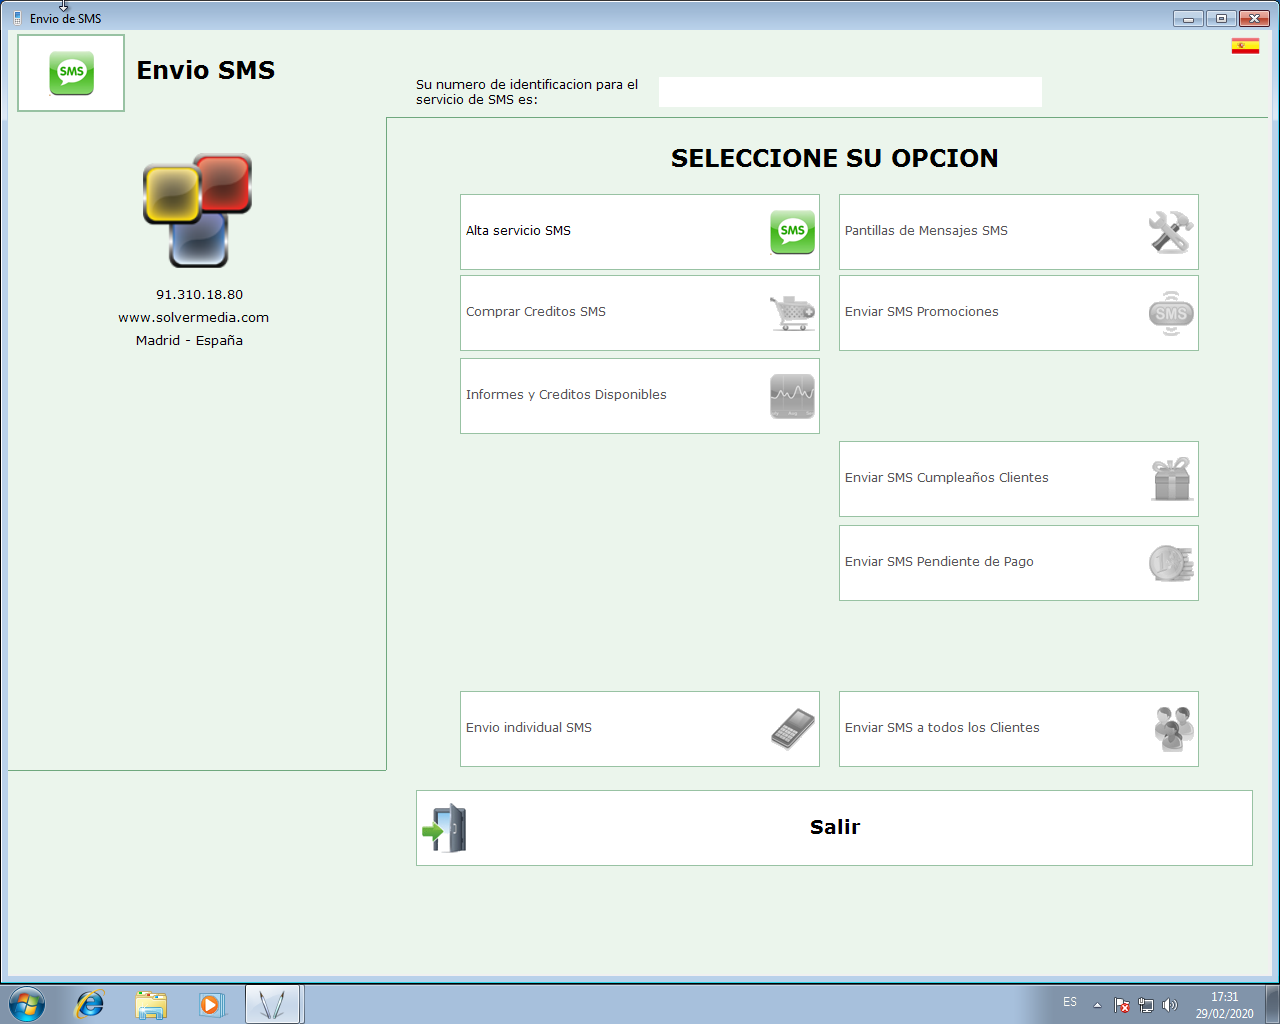 Envio de SMS
SMS
Envio SMS
Su numero de identificacion para el
servicio de SMS es:
91.310.18.80
www.solvermedia.com
Madrid - España
SELECCIONE SU OPCION
Alta servicio SMS
SMS
Pantillas de Mensajes SMS
Comprar Creditos SMS
Enviar SMS Promociones
SMS
Informes y Creditos Disponibles
Enviar SMS Cumpleaños Clientes
Enviar SMS Pendiente de Pago
Envio individual SMS
Enviar SMS a todos los Clientes
Salir
ES
17:31
29/02/2020